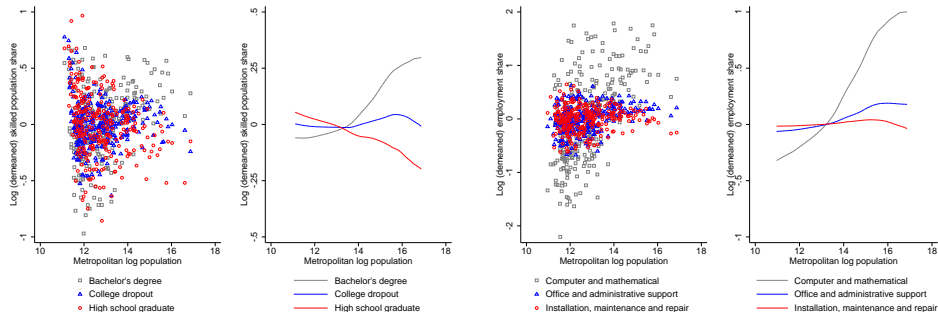 Log (demeaned) skilled population share
1
.5
0
-.5
-1
10 12 14 16 18
Metropolitan log population
Bachelor's degree
College dropout
High school graduate
Log (demeaned) skilled population share
.5
.25
0
-.25
-.5
10 12 14 16 18
Metropolitan log population
Bachelor's degree
College dropout
High school graduate
Log (demeaned) employment share
2
1
0
-1
-2
10 12 14 16 18
Metropolitan log population
Computer and mathematical
Office and administrative support
Installation, maintenance and repair
Log (demeaned) employment share
1
.5
0
-.5
-1
10 12 14 16 18
Metropolitan log population
Computer and mathematical
Office and administrative support
Installation, maintenance and repair